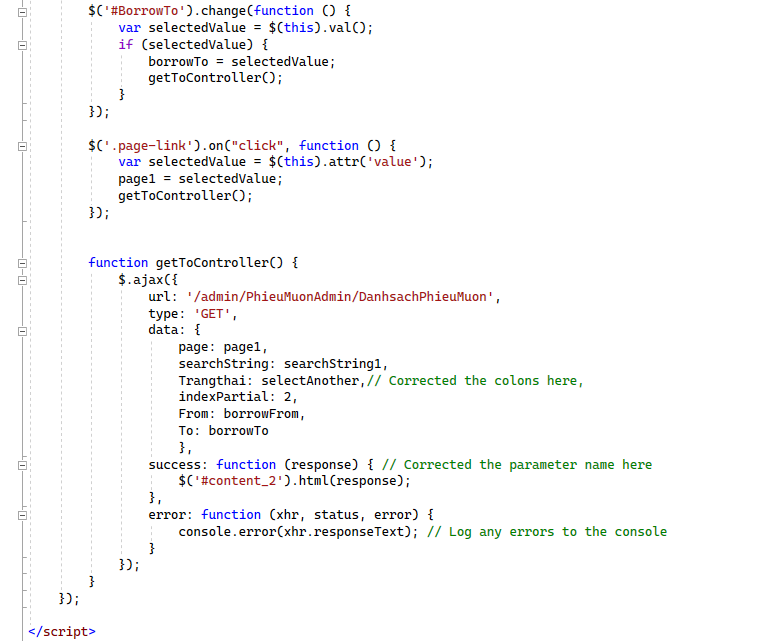 $('#BorrowTo').change(function () {
var selectedValue = $(this).val();
if (selectedValue) {
borrowTo = selectedValue;
getToController();
}
});
$('.page-link').on("click", function () {
var selectedValue = $(this).attr('value');
page1 = selectedValue;
getToController();
});
function getToController() {
$.ajax({
url: '/admin/PhieuMuonAdmin/DanhsachPhieuMuon',
type: 'GET',
data: {
page: page1,
searchString: searchString1,
Trangthai: selectAnother,// Corrected the colons here,
indexPartial: 2,
From: borrowFrom,
To: borrowTo
},
success: function (response) { // Corrected the parameter name here
$('#content_2').html(response);
},
error: function (xhr, status, error) {
console.error(xhr.responseText); // Log any errors to the console
}
});
}
});
</script>